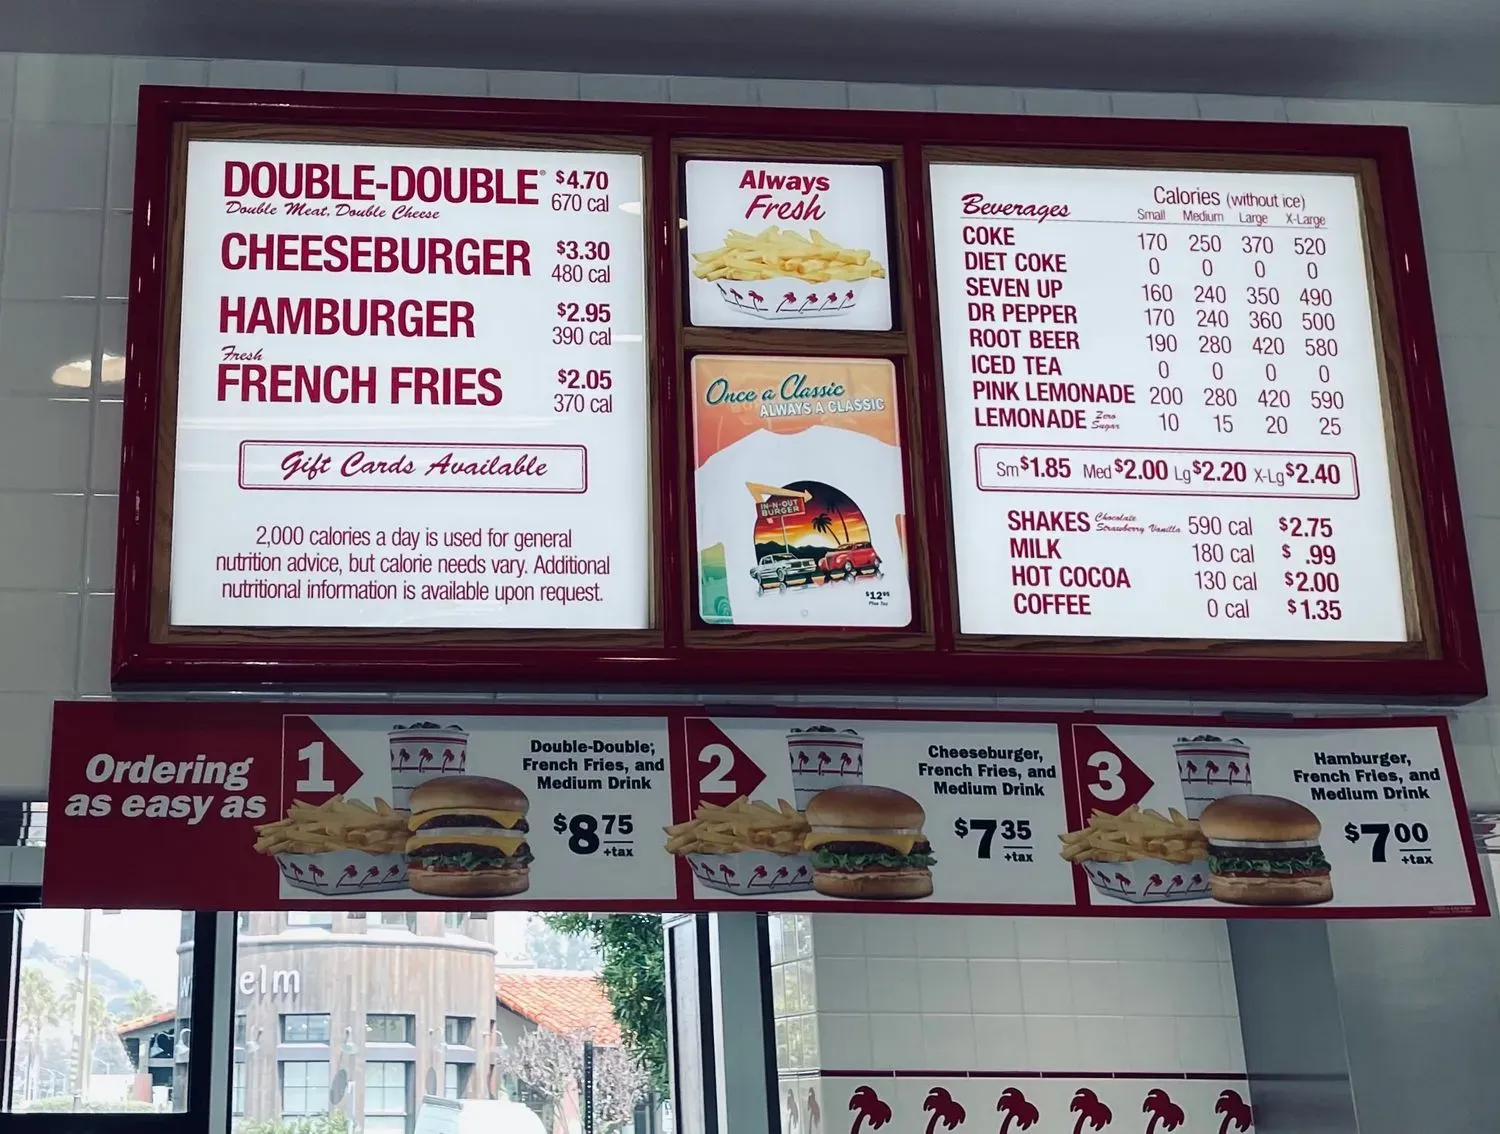 DOUBLE-DOUBLE® $4.70
Double Meat, Double Cheese 670 cal
CHEESEBURGER $3.30
480 cal
HAMBURGER $2.95
390 cal
Fresh
FRENCH FRIES $2.05
370 cal
Gift Cards Available
2,000 calories a day is used for general
nutrition advice, but calorie needs vary. Additional
nutritional information is available upon request.
Always
Fresh
Once a Classic
ALWAYS A CLASSIC
IN-N-OUT
BURGER
$12.95
Plus Tax
Beverages Calories (without ice)
Small Medium Large X-Large
COKE 170 250 370 520
DIET COKE 0 0 0 0
SEVEN UP 160 240 350 490
DR PEPPER 170 240 360 500
ROOT BEER 190 280 420 580
ICED TEA 0 0 0 0
PINK LEMONADE 200 280 420 590
LEMONADE Zero Sugar 10 15 20 25
Sm $1.85 Med $2.00 Lg $2.20 X-Lg $2.40
SHAKES Chocolate Strawberry Vanilla 590 cal $2.75
MILK 180 cal $ .99
HOT COCOA 130 cal $2.00
COFFEE 0 cal $1.35
Ordering
as easy as
1
Double-Double,
French Fries, and
Medium Drink
$8 75
+tax
2
Cheeseburger,
French Fries, and
Medium Drink
$7 35
+tax
3
Hamburger,
French Fries, and
Medium Drink
$7 00
+tax
elm